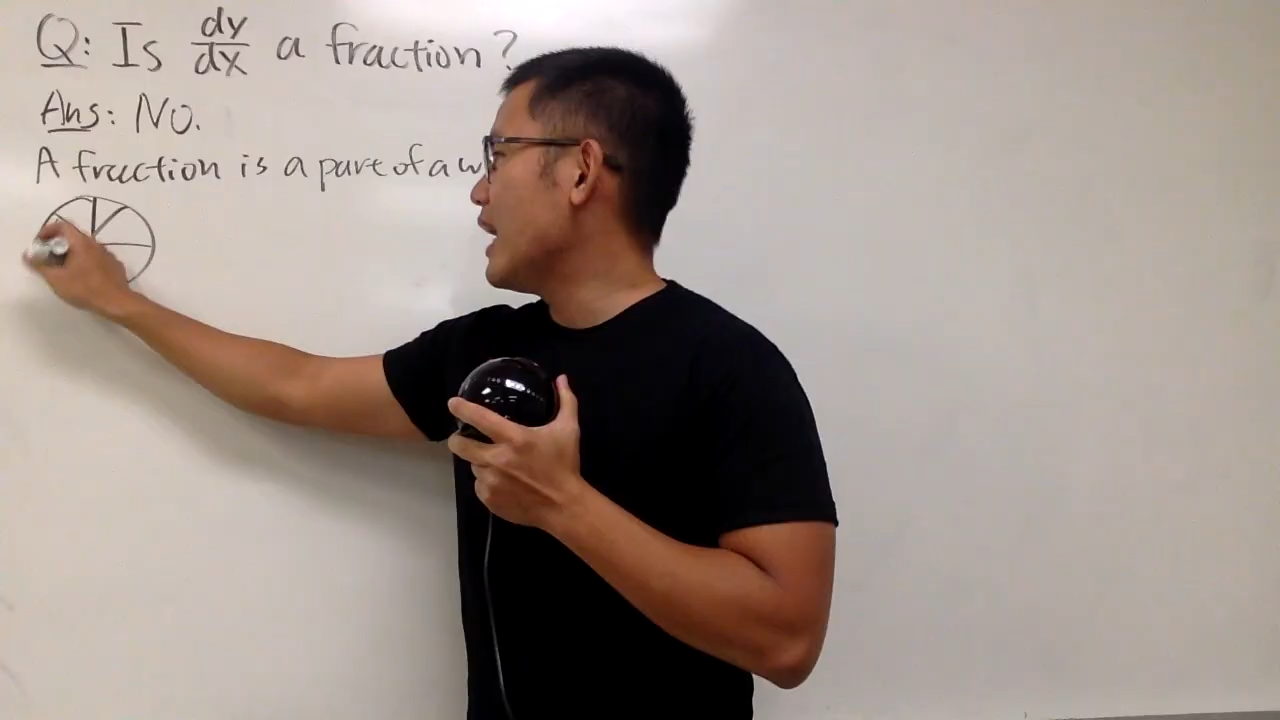 Q: Is dy/dx a fraction?
Ans: No.
A fraction is a part of a